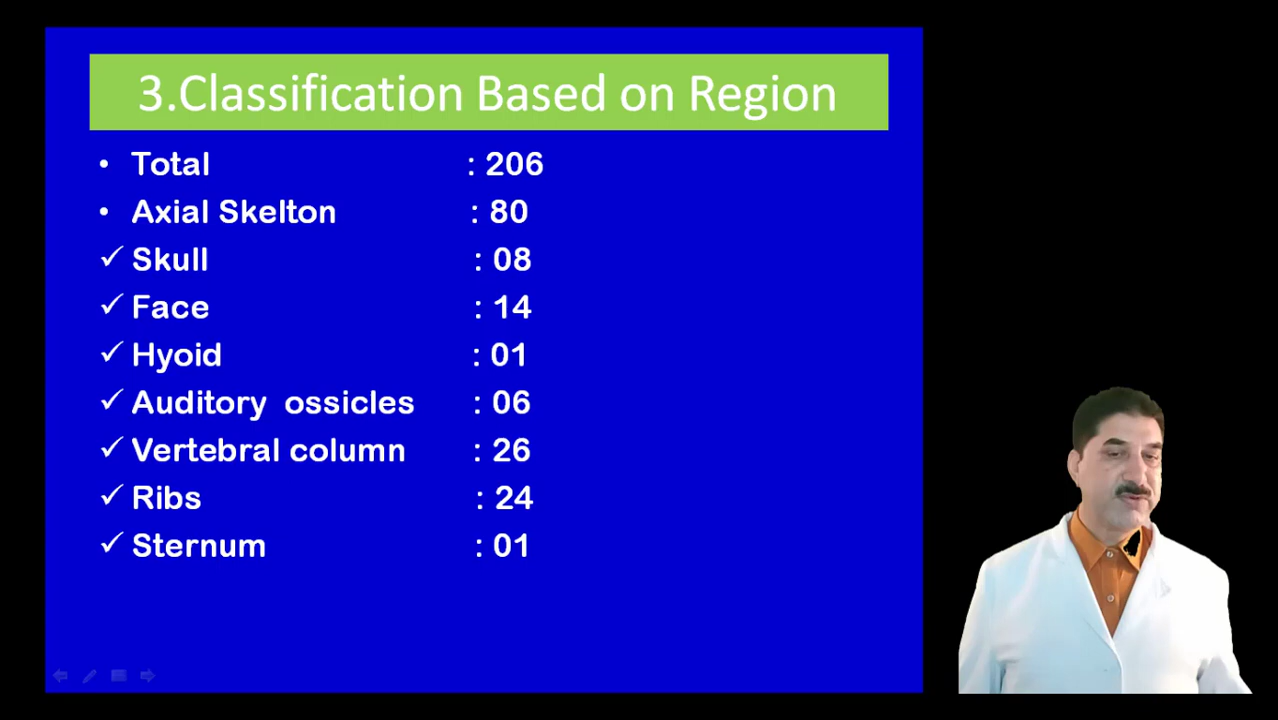 3.Classification Based on Region
• Total : 206
• Axial Skelton : 80
✓ Skull : 08
✓ Face : 14
✓ Hyoid : 01
✓ Auditory ossicles : 06
✓ Vertebral column : 26
✓ Ribs : 24
✓ Sternum : 01